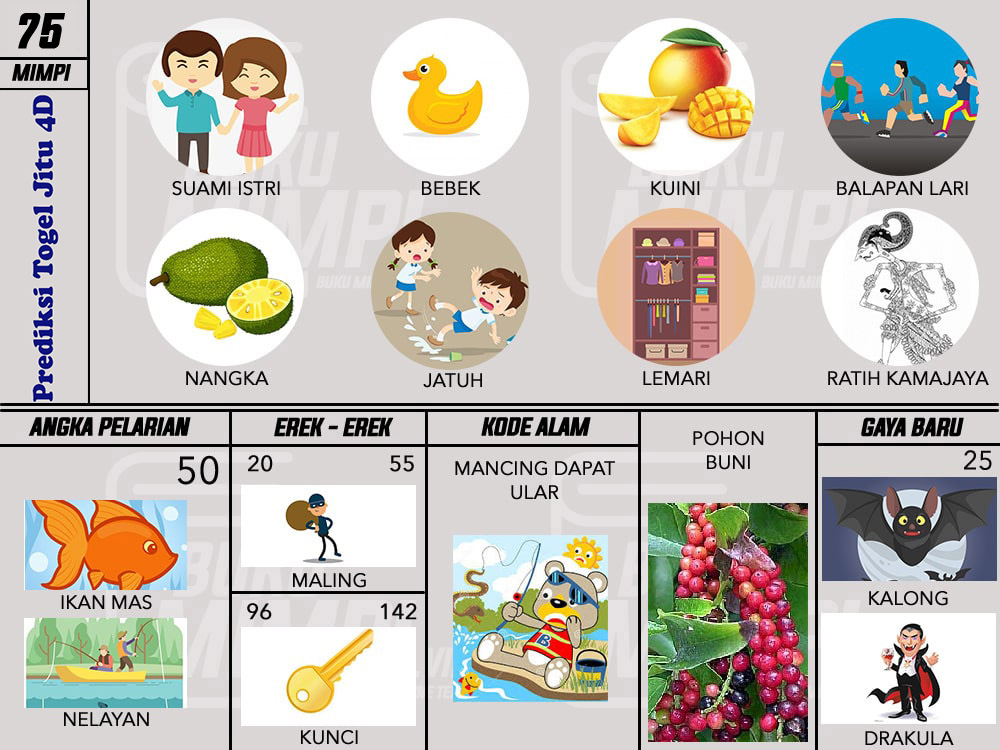 75
MIMPI
Prediksi Togel Jitu 4D
SUAMI ISTRI
BEBEK
KUINI
BALAPAN LARI
NANGKA
JATUH
LEMARI
RATIH KAMAJAYA
ANGKA PELARIAN
50
IKAN MAS
NELAYAN
EREK - EREK
20 55
MALING
96 142
KUNCI
KODE ALAM
MANCING DAPAT
ULAR
B
POHON
BUNI
GAYA BARU
25
KALONG
DRAKULA
BUKU
MIMPI